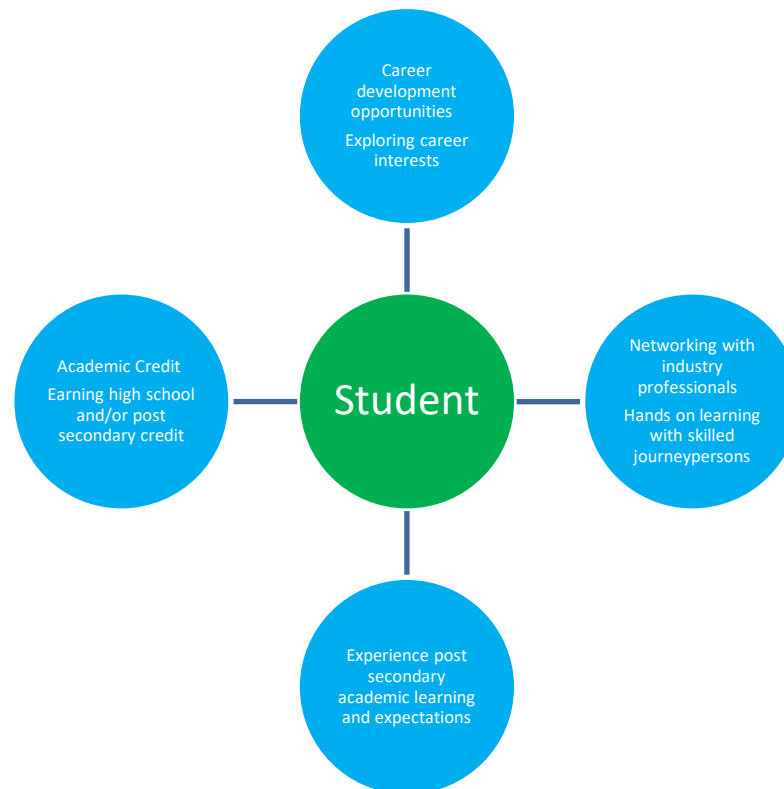 Career
development
opportunities
Exploring career
interests
Academic Credit
Earning high school
and/or post
secondary credit
Student
Networking with
industry
professionals
Hands on learning
with skilled
journeypersons
Experience post
secondary
academic learning
and expectations